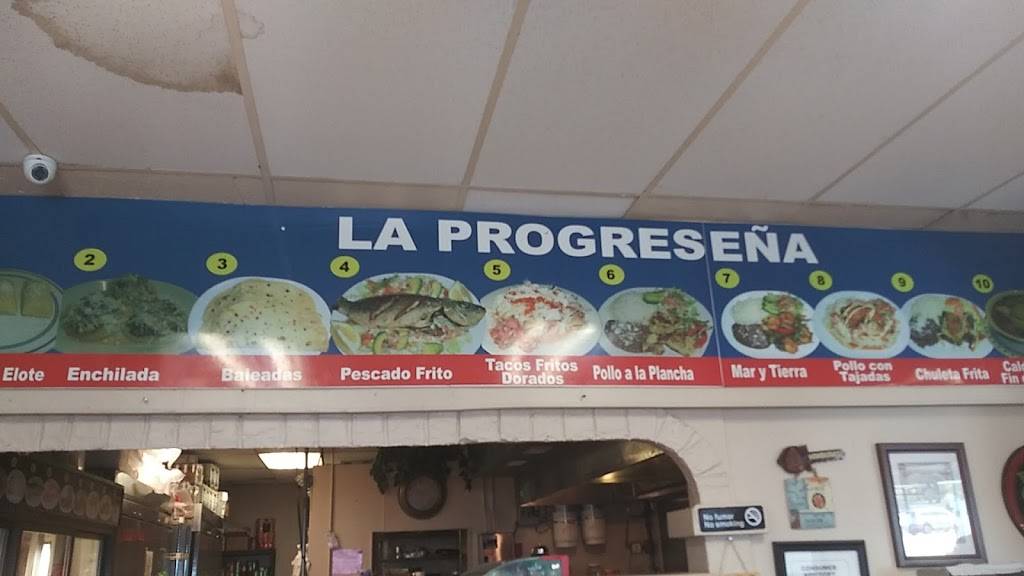 LA PROGRESEÑA
2
3
4
5
6
7
8
9
10
Elote
Enchilada
Baleadas
Pescado Frito
Tacos Fritos
Dorados
Pollo a la Plancha
Mar y Tierra
Pollo con
Tajadas
Chuleta Frita
No fumar
No smoking